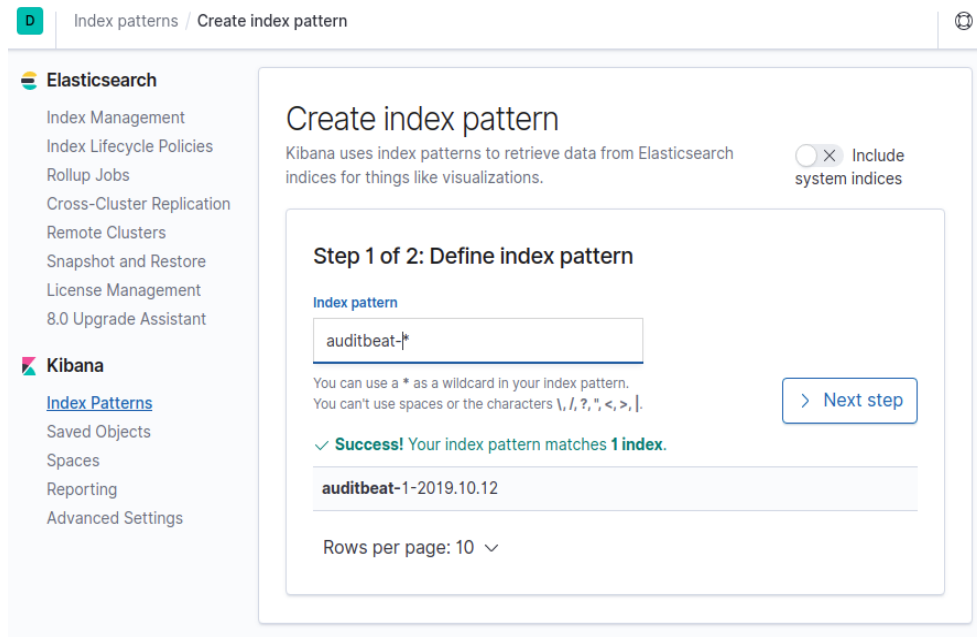 D Index patterns / Create index pattern
Elasticsearch
Index Management
Index Lifecycle Policies
Rollup Jobs
Cross-Cluster Replication
Remote Clusters
Snapshot and Restore
License Management
8.0 Upgrade Assistant
Kibana
Index Patterns
Saved Objects
Spaces
Reporting
Advanced Settings
Create index pattern
Kibana uses index patterns to retrieve data from Elasticsearch
indices for things like visualizations.
Include
system indices
Step 1 of 2: Define index pattern
Index pattern
auditbeat-*
You can use a * as a wildcard in your index pattern.
You can't use spaces or the characters \, /, ?, ", <, >, |.
Next step
Success! Your index pattern matches 1 index.
auditbeat-1-2019.10.12
Rows per page: 10